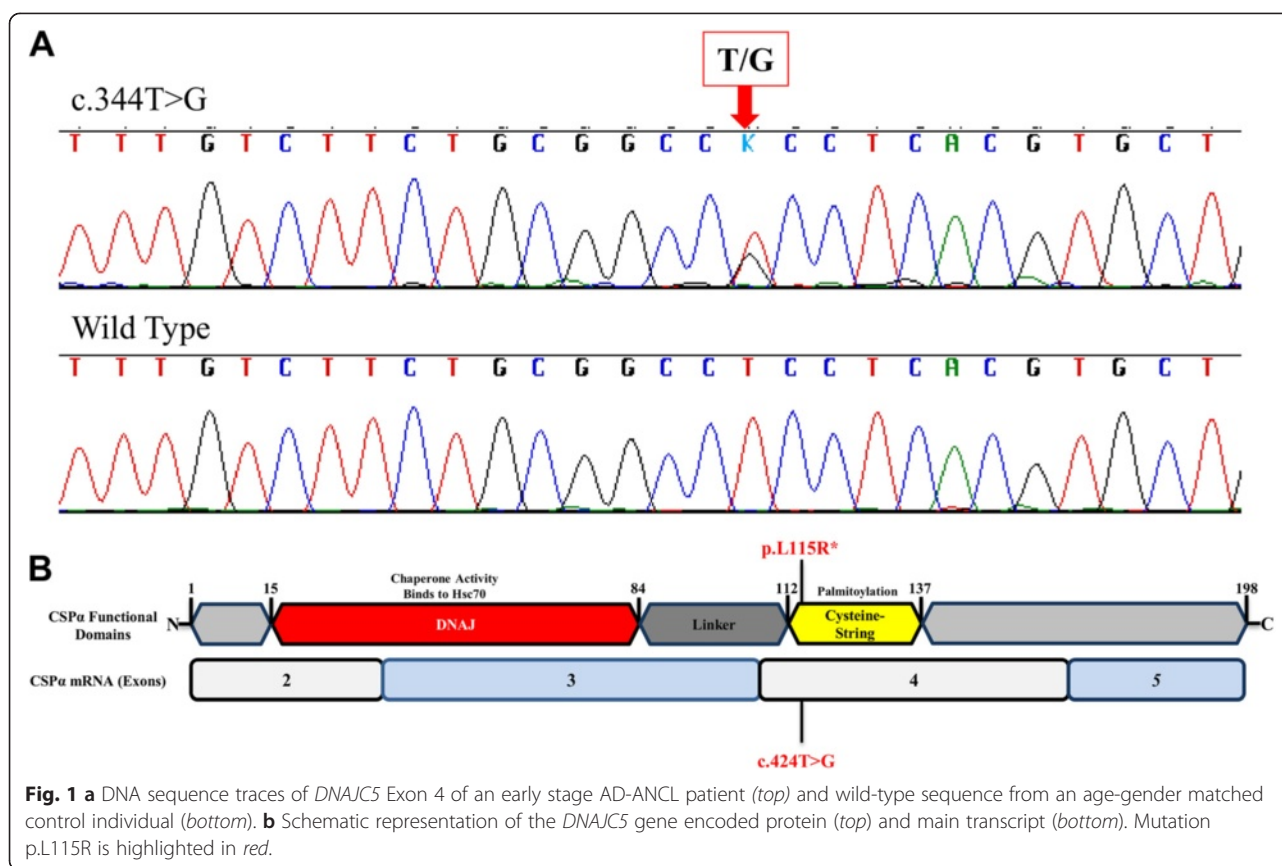 A
T/G
c.344T>G
T T T G T C T T C T G C G G C C K C C T C A C G T G C T
Wild Type
T T T G T C T T C T G C G G C C T C C T C A C G T G C T
B
p.L115R*
1 15 Chaperone Activity 84 112 Palmitoylation 137 198
Binds to Hsc70
CSPα Functional
Domains
N DNAJ Linker Cysteine-
String C
CSPα mRNA (Exons) 2 3 4 5
c.424T>G
Fig. 1 a DNA sequence traces of DNAJC5 Exon 4 of an early stage AD-ANCL patient (top) and wild-type sequence from an age-gender matched
control individual (bottom). b Schematic representation of the DNAJC5 gene encoded protein (top) and main transcript (bottom). Mutation
p.L115R is highlighted in red.